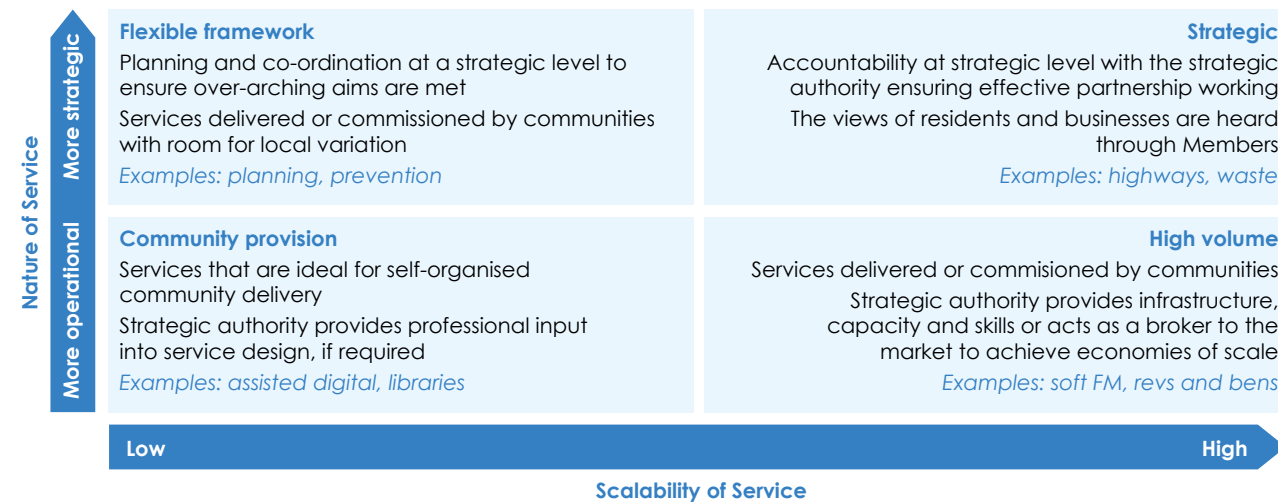 Nature of Service
More strategic
More operational
Flexible framework
Planning and co-ordination at a strategic level to
ensure over-arching aims are met
Services delivered or commissioned by communities
with room for local variation
Examples: planning, prevention
Strategic
Accountability at strategic level with the strategic
authority ensuring effective partnership working
The views of residents and businesses are heard
through Members
Examples: highways, waste
Community provision
Services that are ideal for self-organised
community delivery
Strategic authority provides professional input
into service design, if required
Examples: assisted digital, libraries
High volume
Services delivered or commisioned by communities
Strategic authority provides infrastructure,
capacity and skills or acts as a broker to the
market to achieve economies of scale
Examples: soft FM, revs and bens
Low
High
Scalability of Service